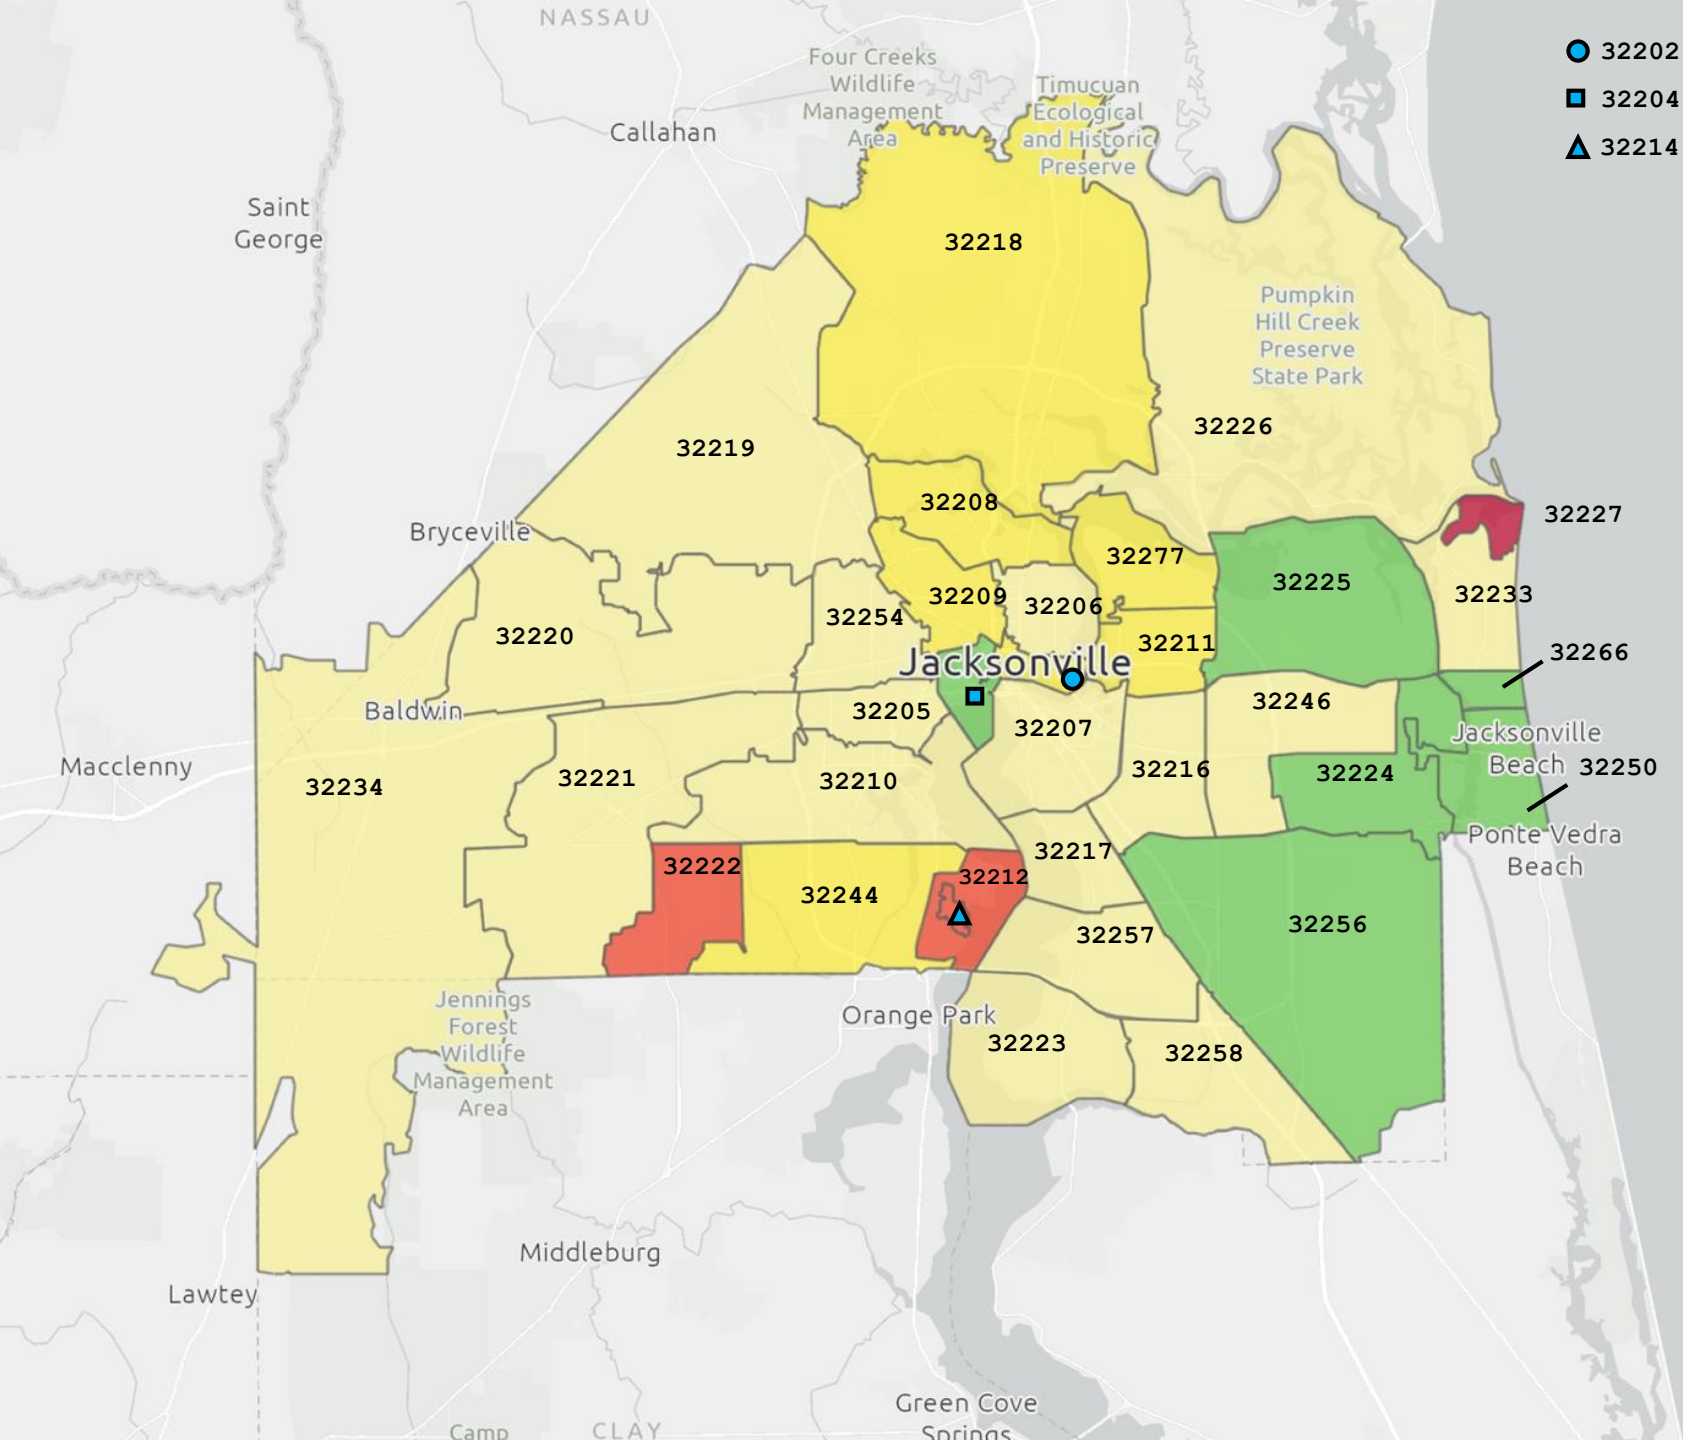 NASSAU
32202
Four Creeks
Wildlife
Management
Area
Timucuan
Ecological
and Historic
Preserve
32204
Callahan
32214
Saint
George
32218
Pumpkin
Hill Creek
Preserve
State Park
32226
32219
32208
32227
Bryceville
32277
32225
32209
32206
32233
32254
32220
32211
32266
Jacksonville
32246
Baldwin
32205
32207
Jacksonville
Beach
32250
Macclenny
32234
32221
32210
32216
32224
Ponte Vedra
Beach
32217
32222
32244
32212
32256
32257
Jennings
Forest
Wildlife
Management
Area
Orange Park
32223
32258
Middleburg
Lawtey
Green Cove
Springs
Camp
CLAY